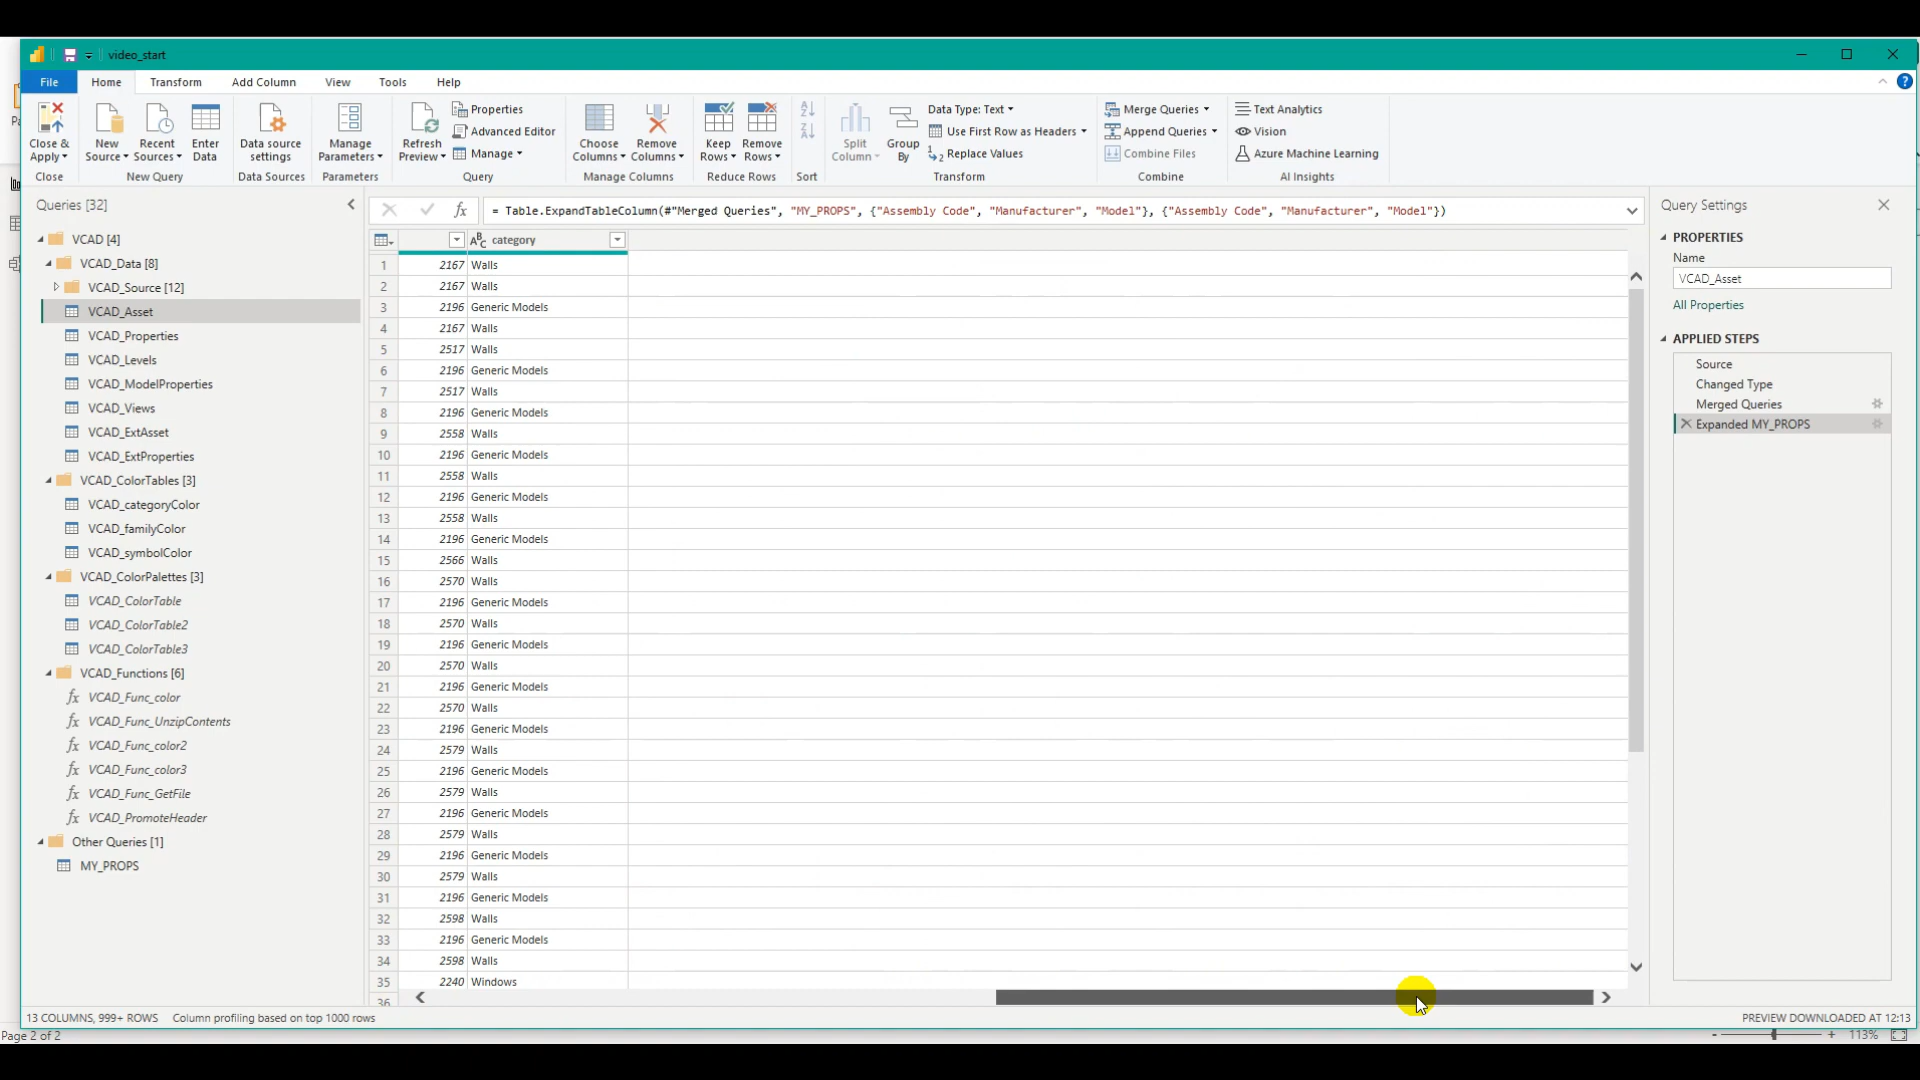 video_start
File Home Transform Add Column View Tools Help
Close & Apply
New Source
Recent Sources
Enter Data
Data source settings
Manage Parameters
Refresh Preview
Properties
Advanced Editor
Manage
Choose Columns
Remove Columns
Keep Rows
Remove Rows
Split Column
Group By
Data Type: Text
Use First Row as Headers
Replace Values
Merge Queries
Append Queries
Combine Files
Text Analytics
Vision
Azure Machine Learning
Close New Query Data Sources Parameters Query Manage Columns Reduce Rows Sort Transform Combine AI Insights
Queries [32]
VCAD [4]
VCAD_Data [8]
VCAD_Source [12]
VCAD_Asset
VCAD_Properties
VCAD_Levels
VCAD_ModelProperties
VCAD_Views
VCAD_ExtAsset
VCAD_ExtProperties
VCAD_ColorTables [3]
VCAD_categoryColor
VCAD_familyColor
VCAD_symbolColor
VCAD_ColorPalettes [3]
VCAD_ColorTable
VCAD_ColorTable2
VCAD_ColorTable3
VCAD_Functions [6]
fx VCAD_Func_color
fx VCAD_Func_UnzipContents
fx VCAD_Func_color2
fx VCAD_Func_color3
fx VCAD_Func_GetFile
fx VCAD_PromoteHeader
Other Queries [1]
MY_PROPS
fx = Table.ExpandTableColumn(#"Merged Queries", "MY_PROPS", {"Assembly Code", "Manufacturer", "Model"}, {"Assembly Code", "Manufacturer", "Model"})
ABC category
1 2167 Walls
2 2167 Walls
3 2196 Generic Models
4 2167 Walls
5 2517 Walls
6 2196 Generic Models
7 2517 Walls
8 2196 Generic Models
9 2558 Walls
10 2196 Generic Models
11 2558 Walls
12 2196 Generic Models
13 2558 Walls
14 2196 Generic Models
15 2566 Walls
16 2570 Walls
17 2196 Generic Models
18 2570 Walls
19 2196 Generic Models
20 2570 Walls
21 2196 Generic Models
22 2570 Walls
23 2196 Generic Models
24 2579 Walls
25 2196 Generic Models
26 2579 Walls
27 2196 Generic Models
28 2579 Walls
29 2196 Generic Models
30 2579 Walls
31 2196 Generic Models
32 2598 Walls
33 2196 Generic Models
34 2598 Walls
35 2240 Windows
36
Query Settings
PROPERTIES
Name
VCAD_Asset
All Properties
APPLIED STEPS
Source
Changed Type
Merged Queries
Expanded MY_PROPS
13 COLUMNS, 999+ ROWS Column profiling based on top 1000 rows
PREVIEW DOWNLOADED AT 12:13
Page 2 of 2
113%